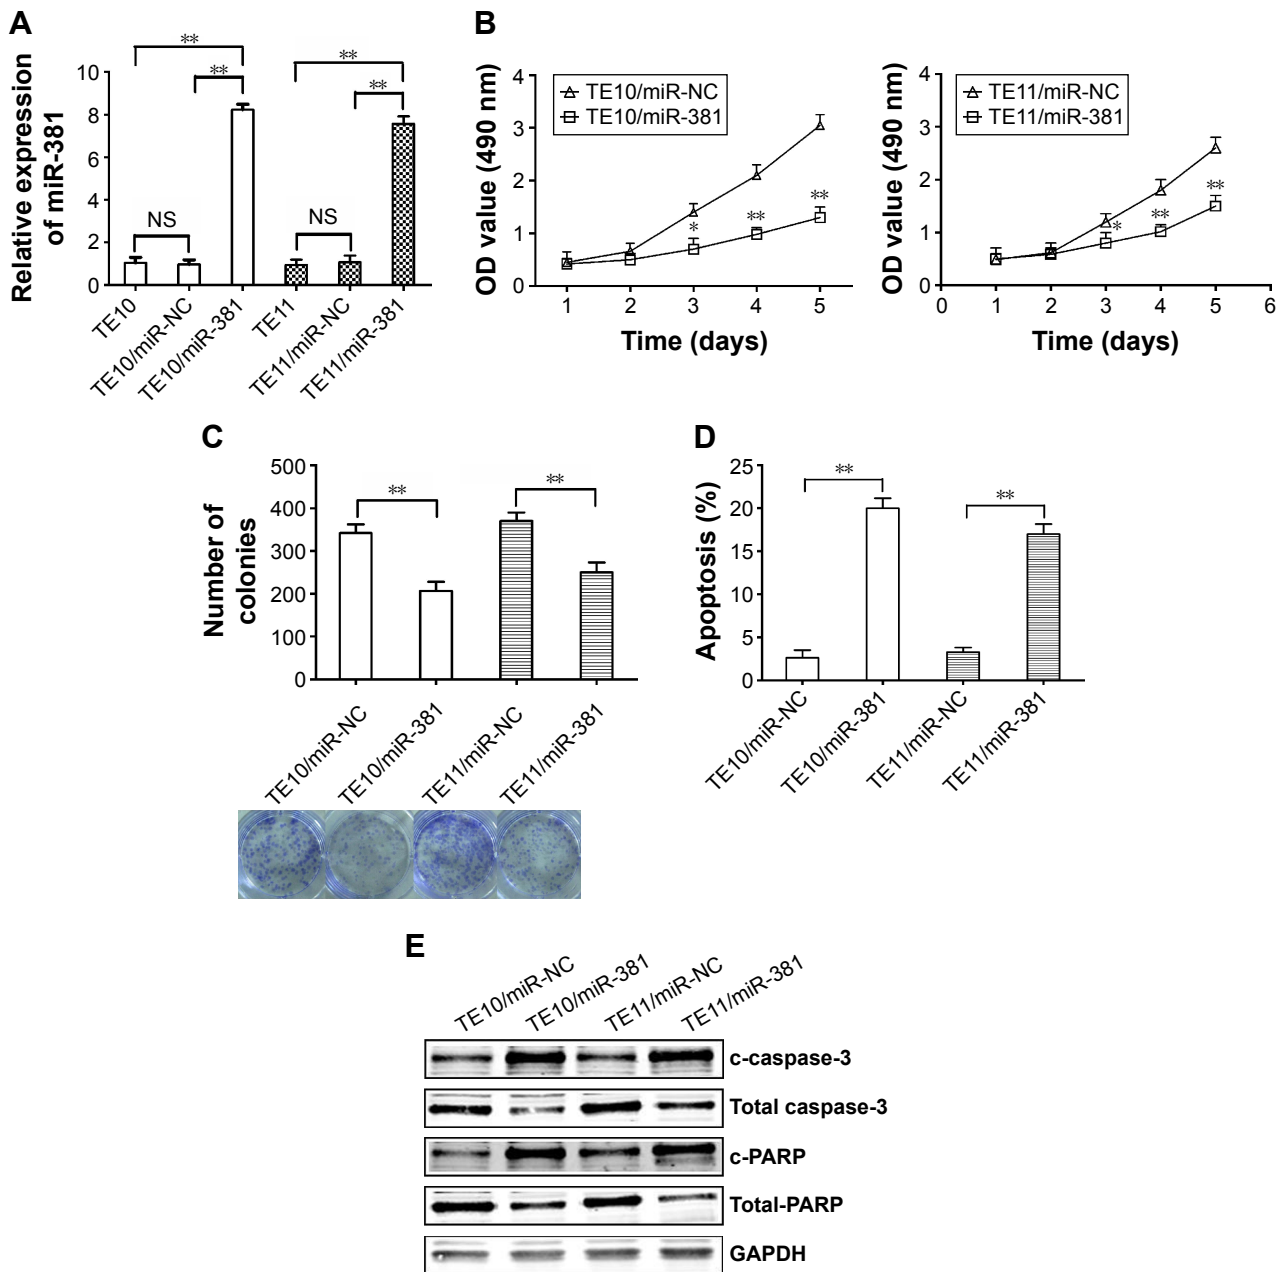 A
Relative expression
of miR-381
10
8
6
4
2
0
**
**
NS
**
**
NS
TE10
TE10/miR-NC
TE10/miR-381
TE11
TE11/miR-NC
TE11/miR-381
B
OD value (490 nm)
4
3
2
1
0
TE10/miR-NC
TE10/miR-381
*
**
**
1 2 3 4 5
Time (days)
OD value (490 nm)
4
3
2
1
0
TE11/miR-NC
TE11/miR-381
*
**
**
0 1 2 3 4 5 6
Time (days)
C
Number of
colonies
500
400
300
200
100
0
**
**
TE10/miR-NC
TE10/miR-381
TE11/miR-NC
TE11/miR-381
D
Apoptosis (%)
25
20
15
10
5
0
**
**
TE10/miR-NC
TE10/miR-381
TE11/miR-NC
TE11/miR-381
E
TE10/miR-NC
TE10/miR-381
TE11/miR-NC
TE11/miR-381
c-caspase-3
Total caspase-3
c-PARP
Total-PARP
GAPDH